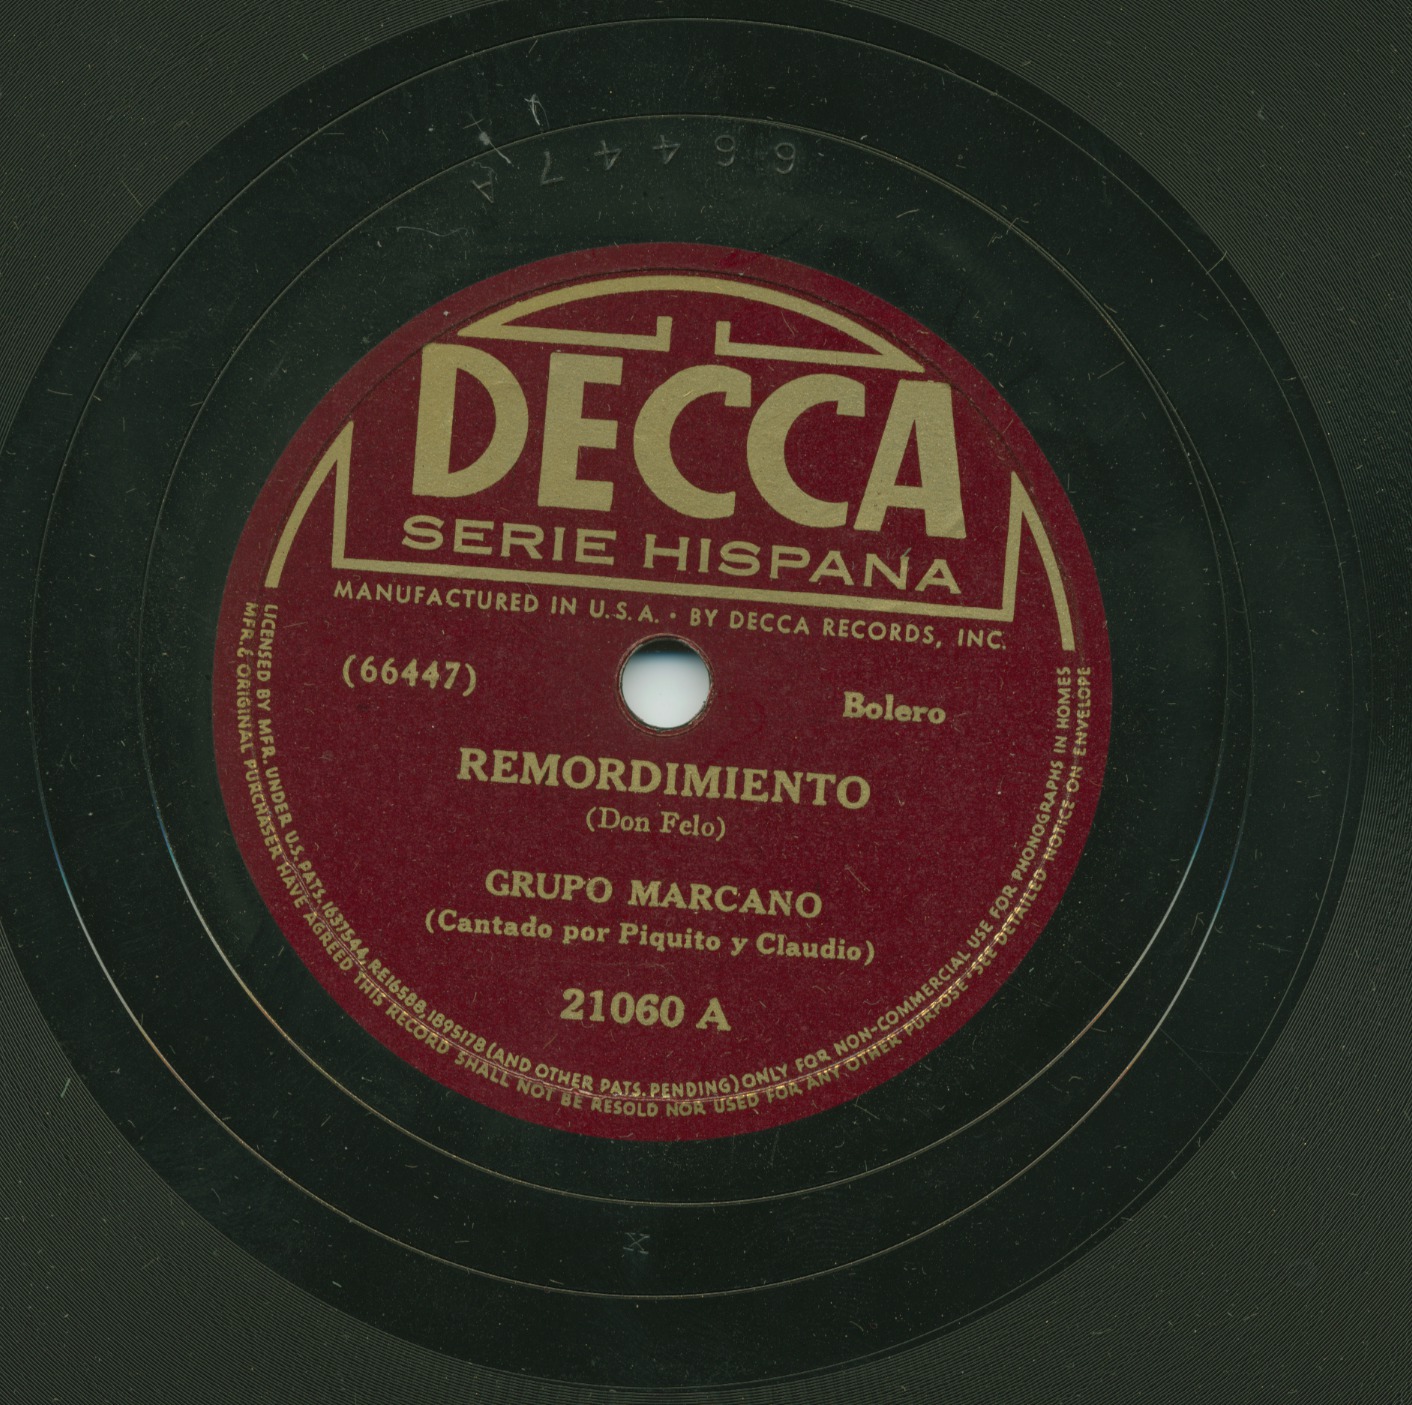 66447 A
DECCA
SERIE HISPANA
MANUFACTURED IN U.S.A. • BY DECCA RECORDS, INC.
(66447)
Bolero
REMORDIMIENTO
(Don Felo)
GRUPO MARCANO
(Cantado por Piquito y Claudio)
21060 A
LICENSED BY MFR. UNDER U.S. PATS. 1637544, RE16588, 1895178 (AND OTHER PATS. PENDING) ONLY FOR NON-COMMERCIAL USE FOR PHONOGRAPHS IN HOMES
MFR. & ORIGINAL PURCHASER HAVE AGREED THIS RECORD SHALL NOT BE RESOLD NOR USED FOR ANY OTHER PURPOSE • SEE DETAILED NOTICE ON ENVELOPE
X